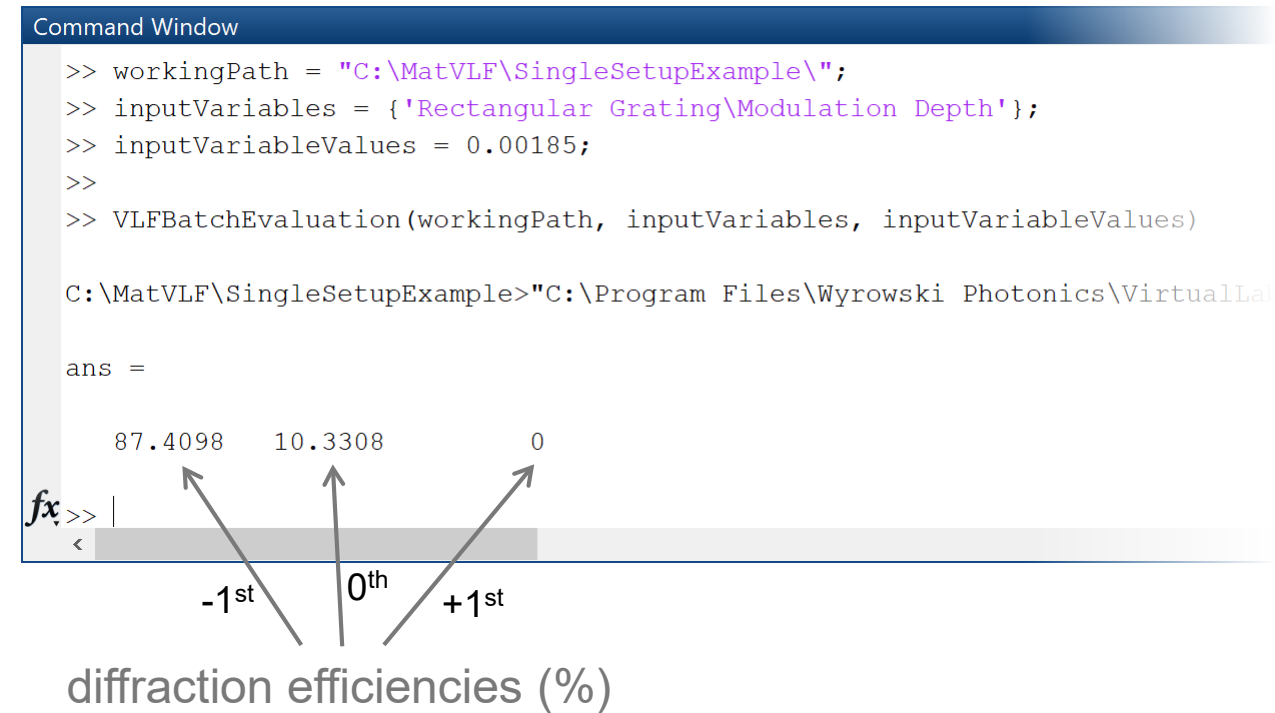 Command Window
>> workingPath = "C:\MatVLF\SingleSetupExample\";
>> inputVariables = {'Rectangular Grating\Modulation Depth'};
>> inputVariableValues = 0.00185;
>>
>> VLFBatchEvaluation(workingPath, inputVariables, inputVariableValues)
C:\MatVLF\SingleSetupExample>"C:\Program Files\Wyrowski Photonics\VirtualLa
ans =
87.4098 10.3308 0
fx >>
-1st 0th +1st
diffraction efficiencies (%)